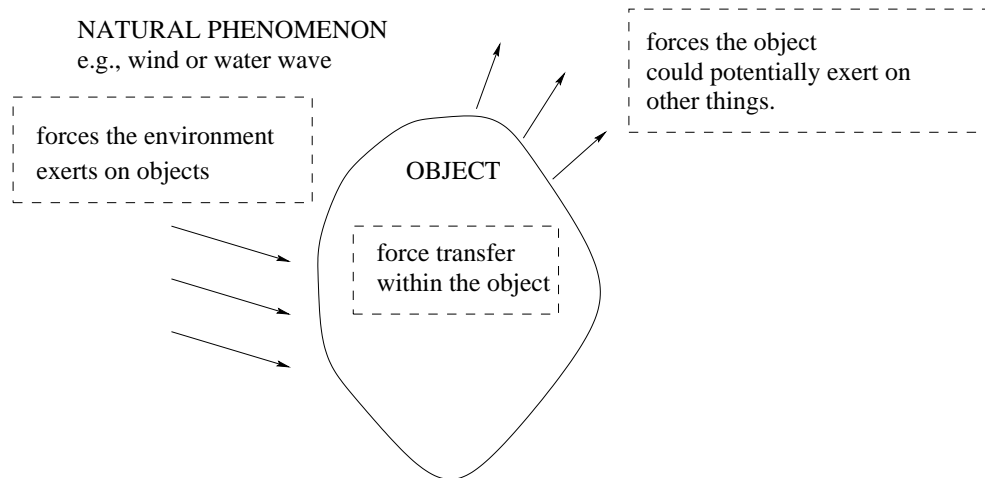 NATURAL PHENOMENON
e.g., wind or water wave
forces the environment
exerts on objects
OBJECT
force transfer
within the object
forces the object
could potentially exert on
other things.